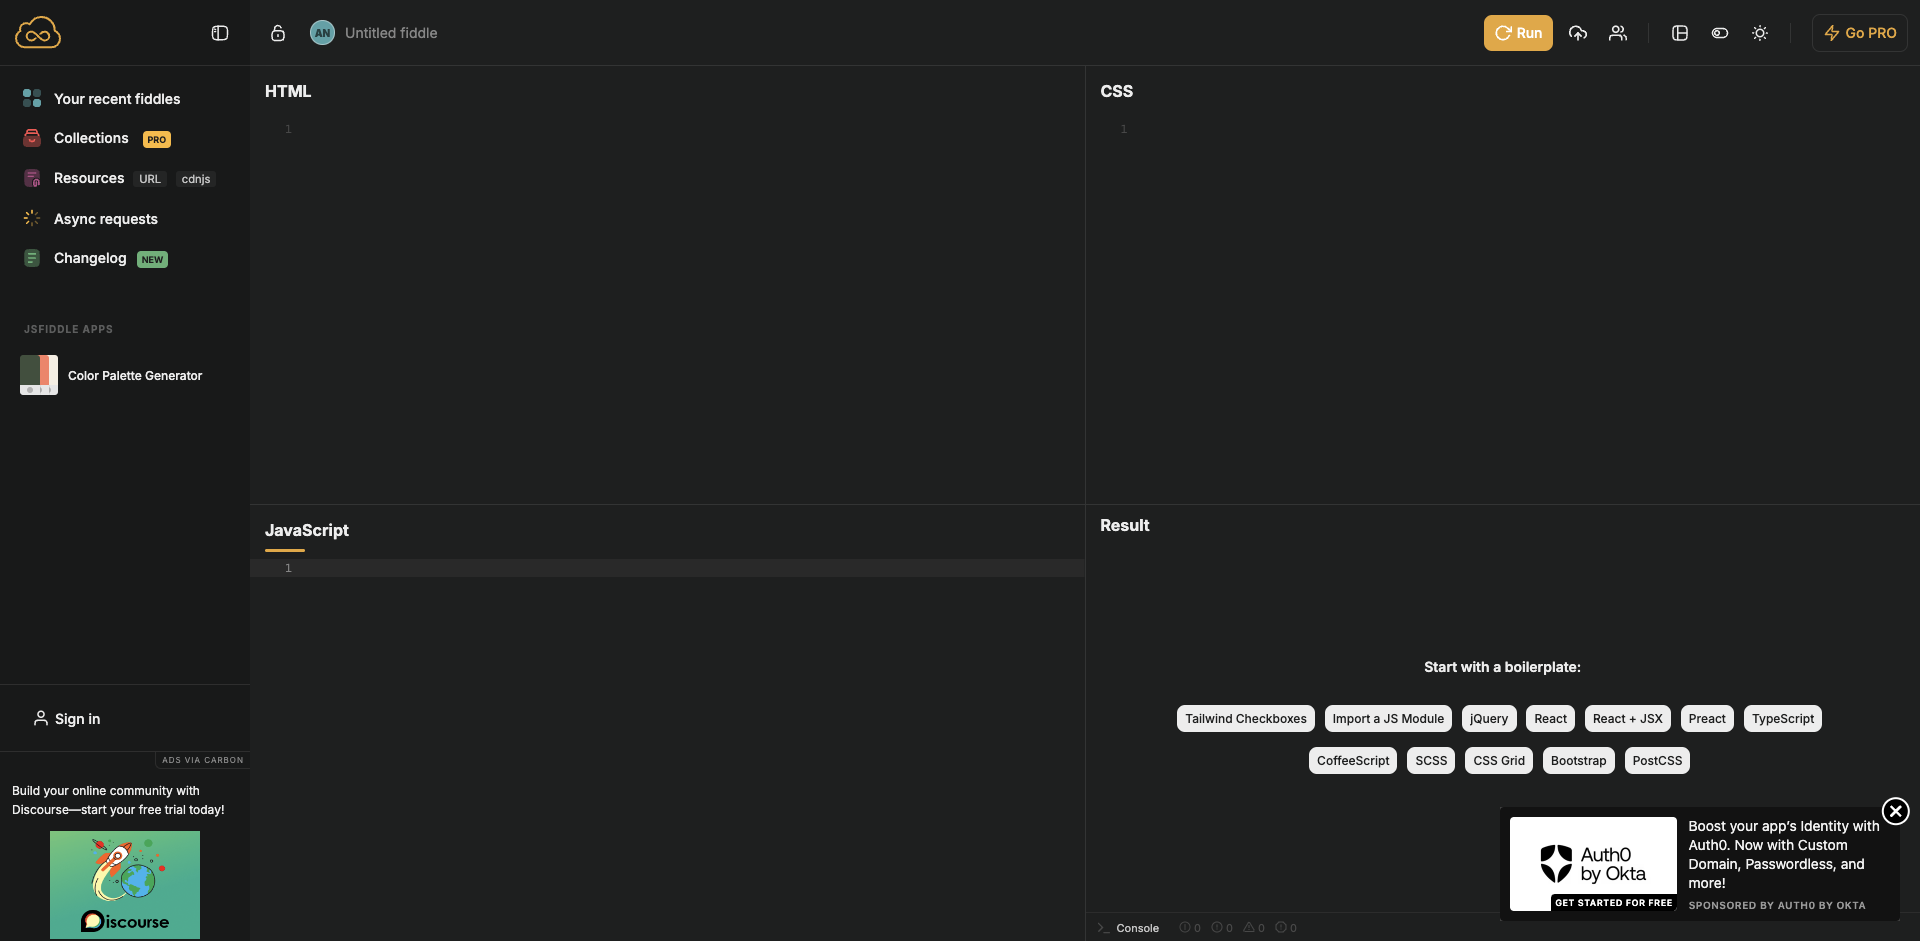 AN Untitled fiddle
Run
Go PRO
Your recent fiddles
Collections PRO
Resources URL cdnjs
Async requests
Changelog NEW
JSFIDDLE APPS
Color Palette Generator
Sign in
ADS VIA CARBON
Build your online community with
Discourse—start your free trial today!
Discourse
HTML
1
CSS
1
JavaScript
1
Result
Start with a boilerplate:
Tailwind Checkboxes Import a JS Module jQuery React React + JSX Preact TypeScript
CoffeeScript SCSS CSS Grid Bootstrap PostCSS
Auth0
by Okta
GET STARTED FOR FREE
Boost your app's Identity with
Auth0. Now with Custom
Domain, Passwordless, and
more!
SPONSORED BY AUTH0 BY OKTA
>_ Console 0 0 0 0